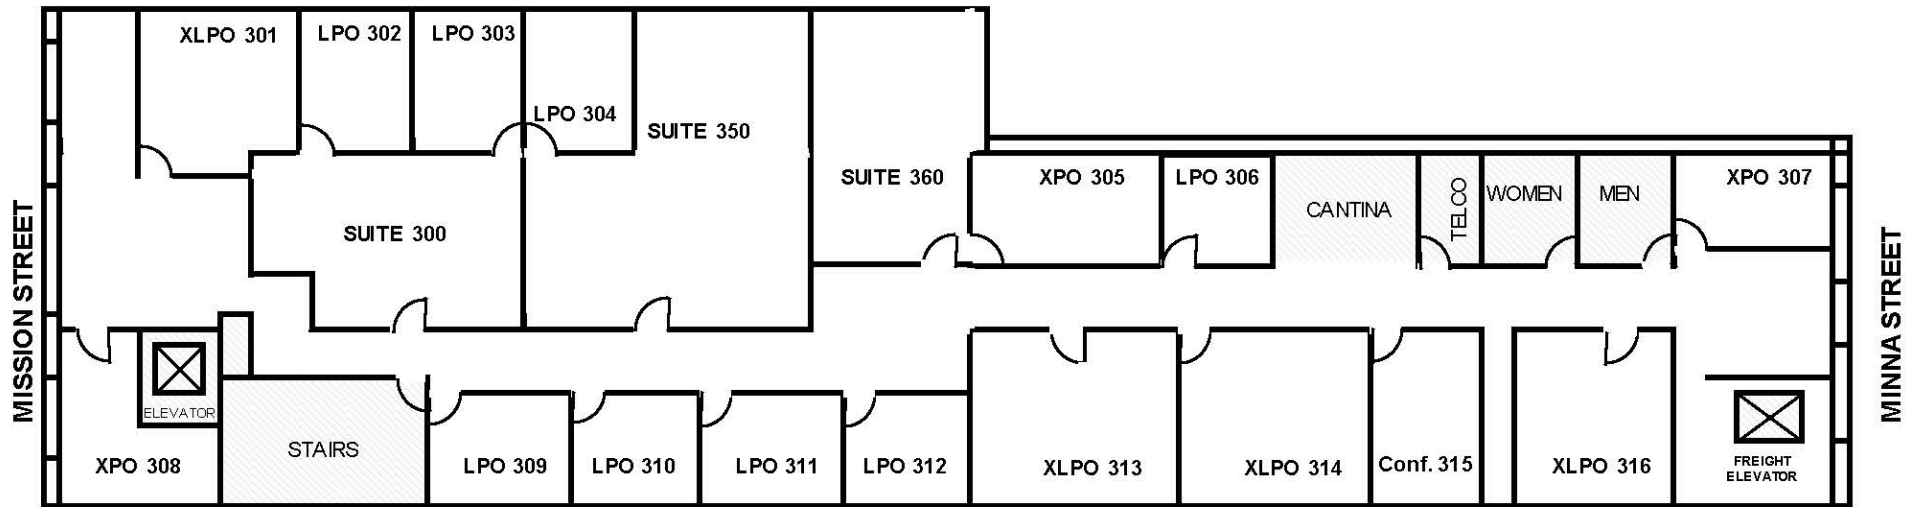 XLPO 301
LPO 302
LPO 303
LPO 304
SUITE 350
SUITE 360
XPO 305
LPO 306
CANTINA
TELCO
WOMEN
MEN
XPO 307
SUITE 300
MISSION STREET
MINNA STREET
ELEVATOR
XPO 308
STAIRS
LPO 309
LPO 310
LPO 311
LPO 312
XLPO 313
XLPO 314
Conf. 315
XLPO 316
FREIGHT
ELEVATOR